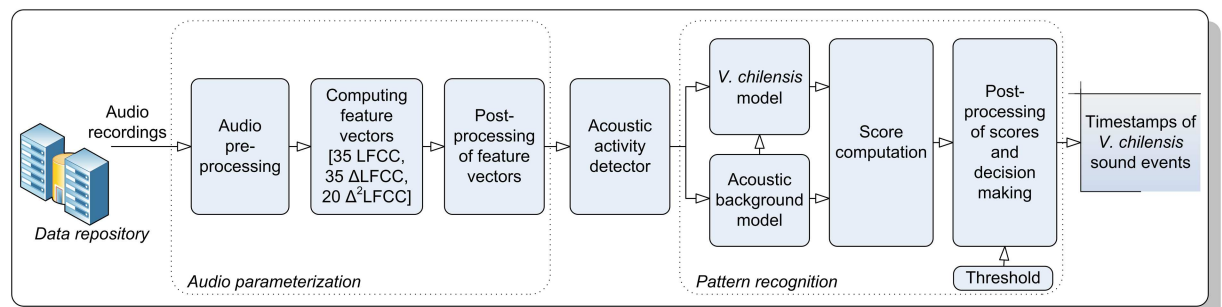 Audio
recordings
Data repository
Audio
pre-
processing
Computing
feature
vectors
[35 LFCC,
35 ΔLFCC,
20 Δ²LFCC]
Post-
processing
of feature
vectors
Audio parameterization
Acoustic
activity
detector
V. chilensis
model
Acoustic
background
model
Score
computation
Post-
processing
of scores
and
decision
making
Threshold
Pattern recognition
Timestamps of
V. chilensis
sound events